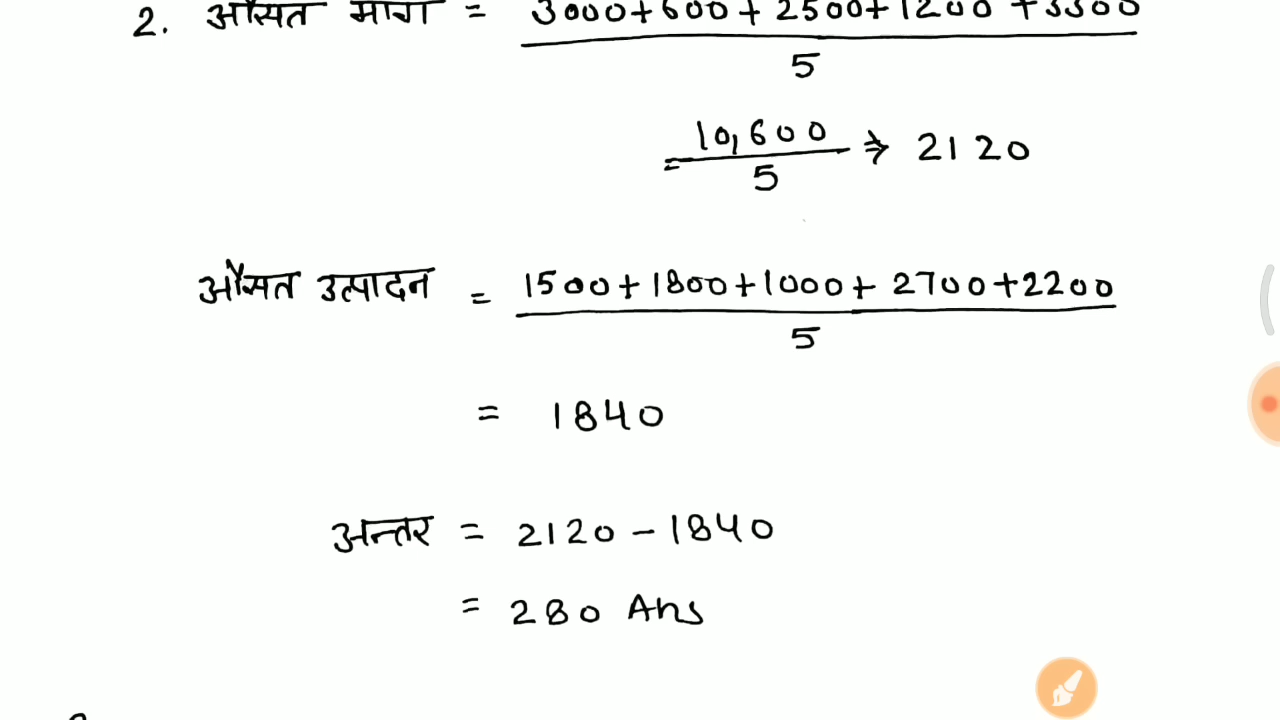 2. औसत मांग = 3000+600+2500+1200+3300
5
= 10,600 ⇒ 2120
5
औसत उत्पादन = 1500+1800+1000+2700+2200
5
= 1840
अन्तर = 2120-1840
= 280 Ans